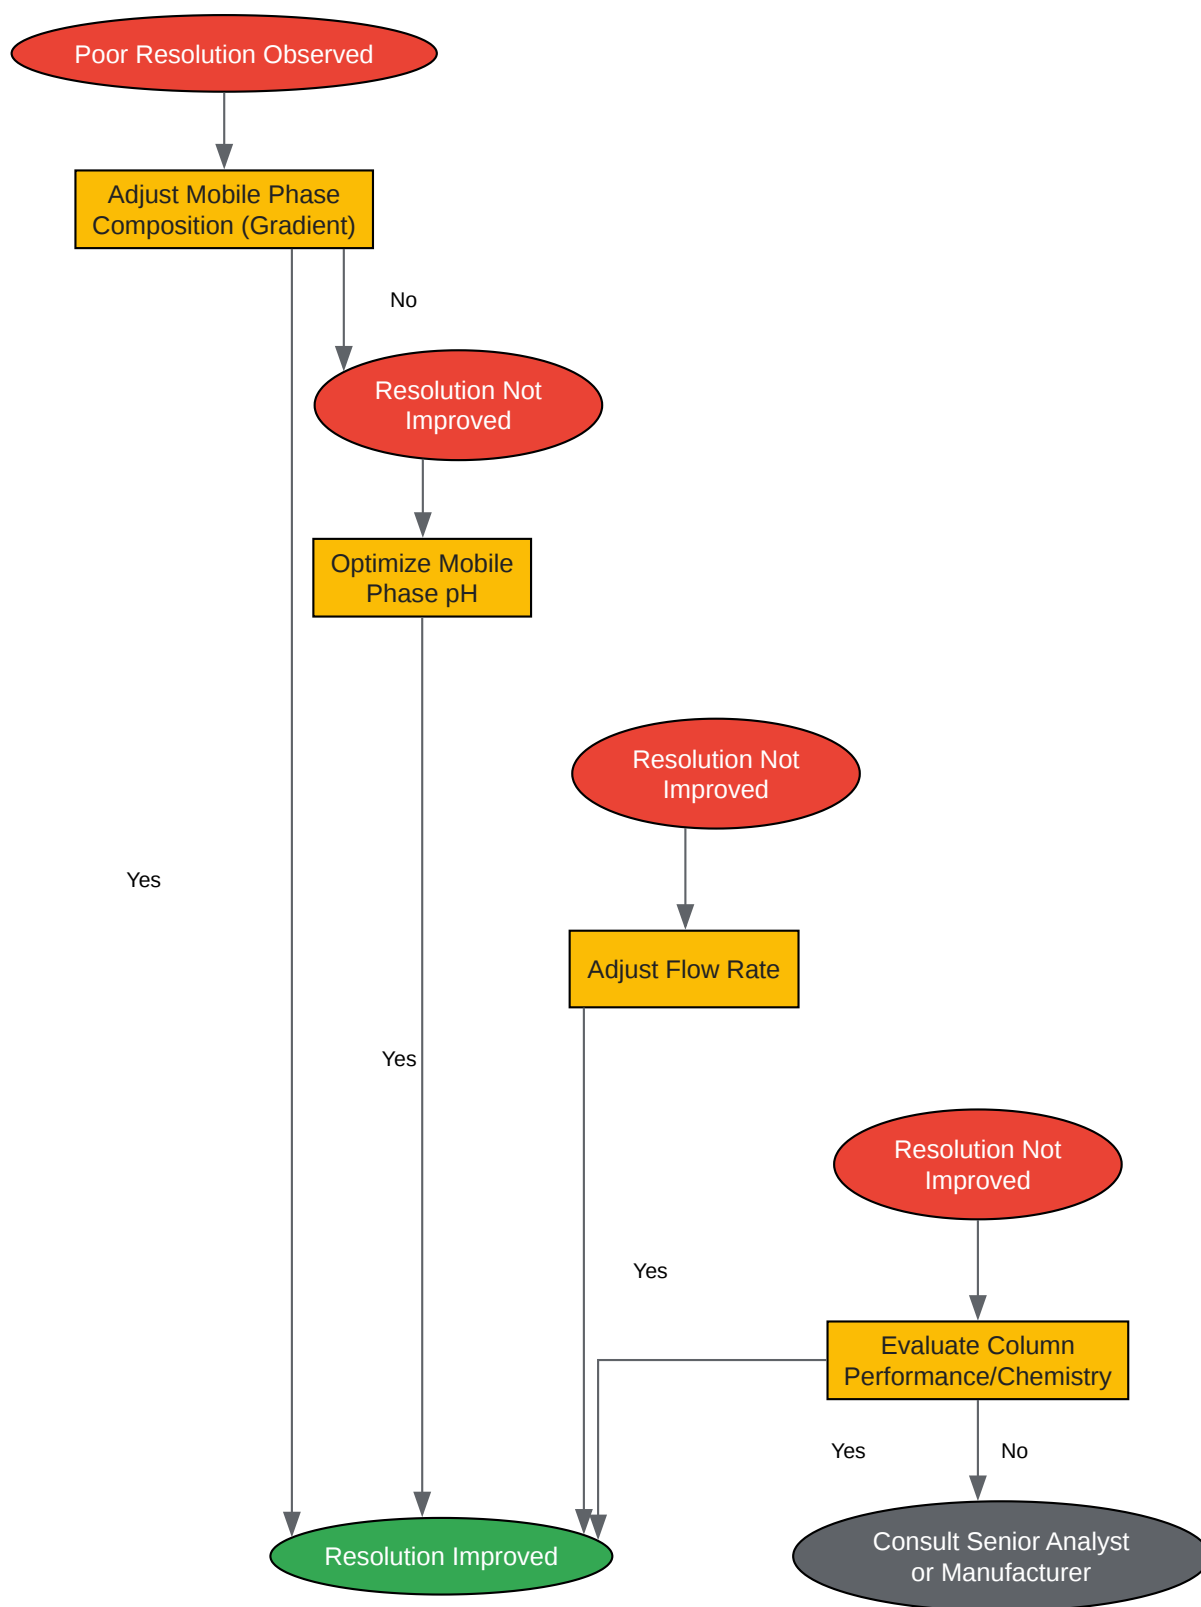 Poor Resolution Observed
Adjust Mobile Phase
Composition (Gradient)
No
Resolution Not
Improved
Optimize Mobile
Phase pH
Resolution Not
Improved
Yes
Adjust Flow Rate
Yes
Resolution Not
Improved
Yes
Evaluate Column
Performance/Chemistry
Yes
No
Resolution Improved
Consult Senior Analyst
or Manufacturer